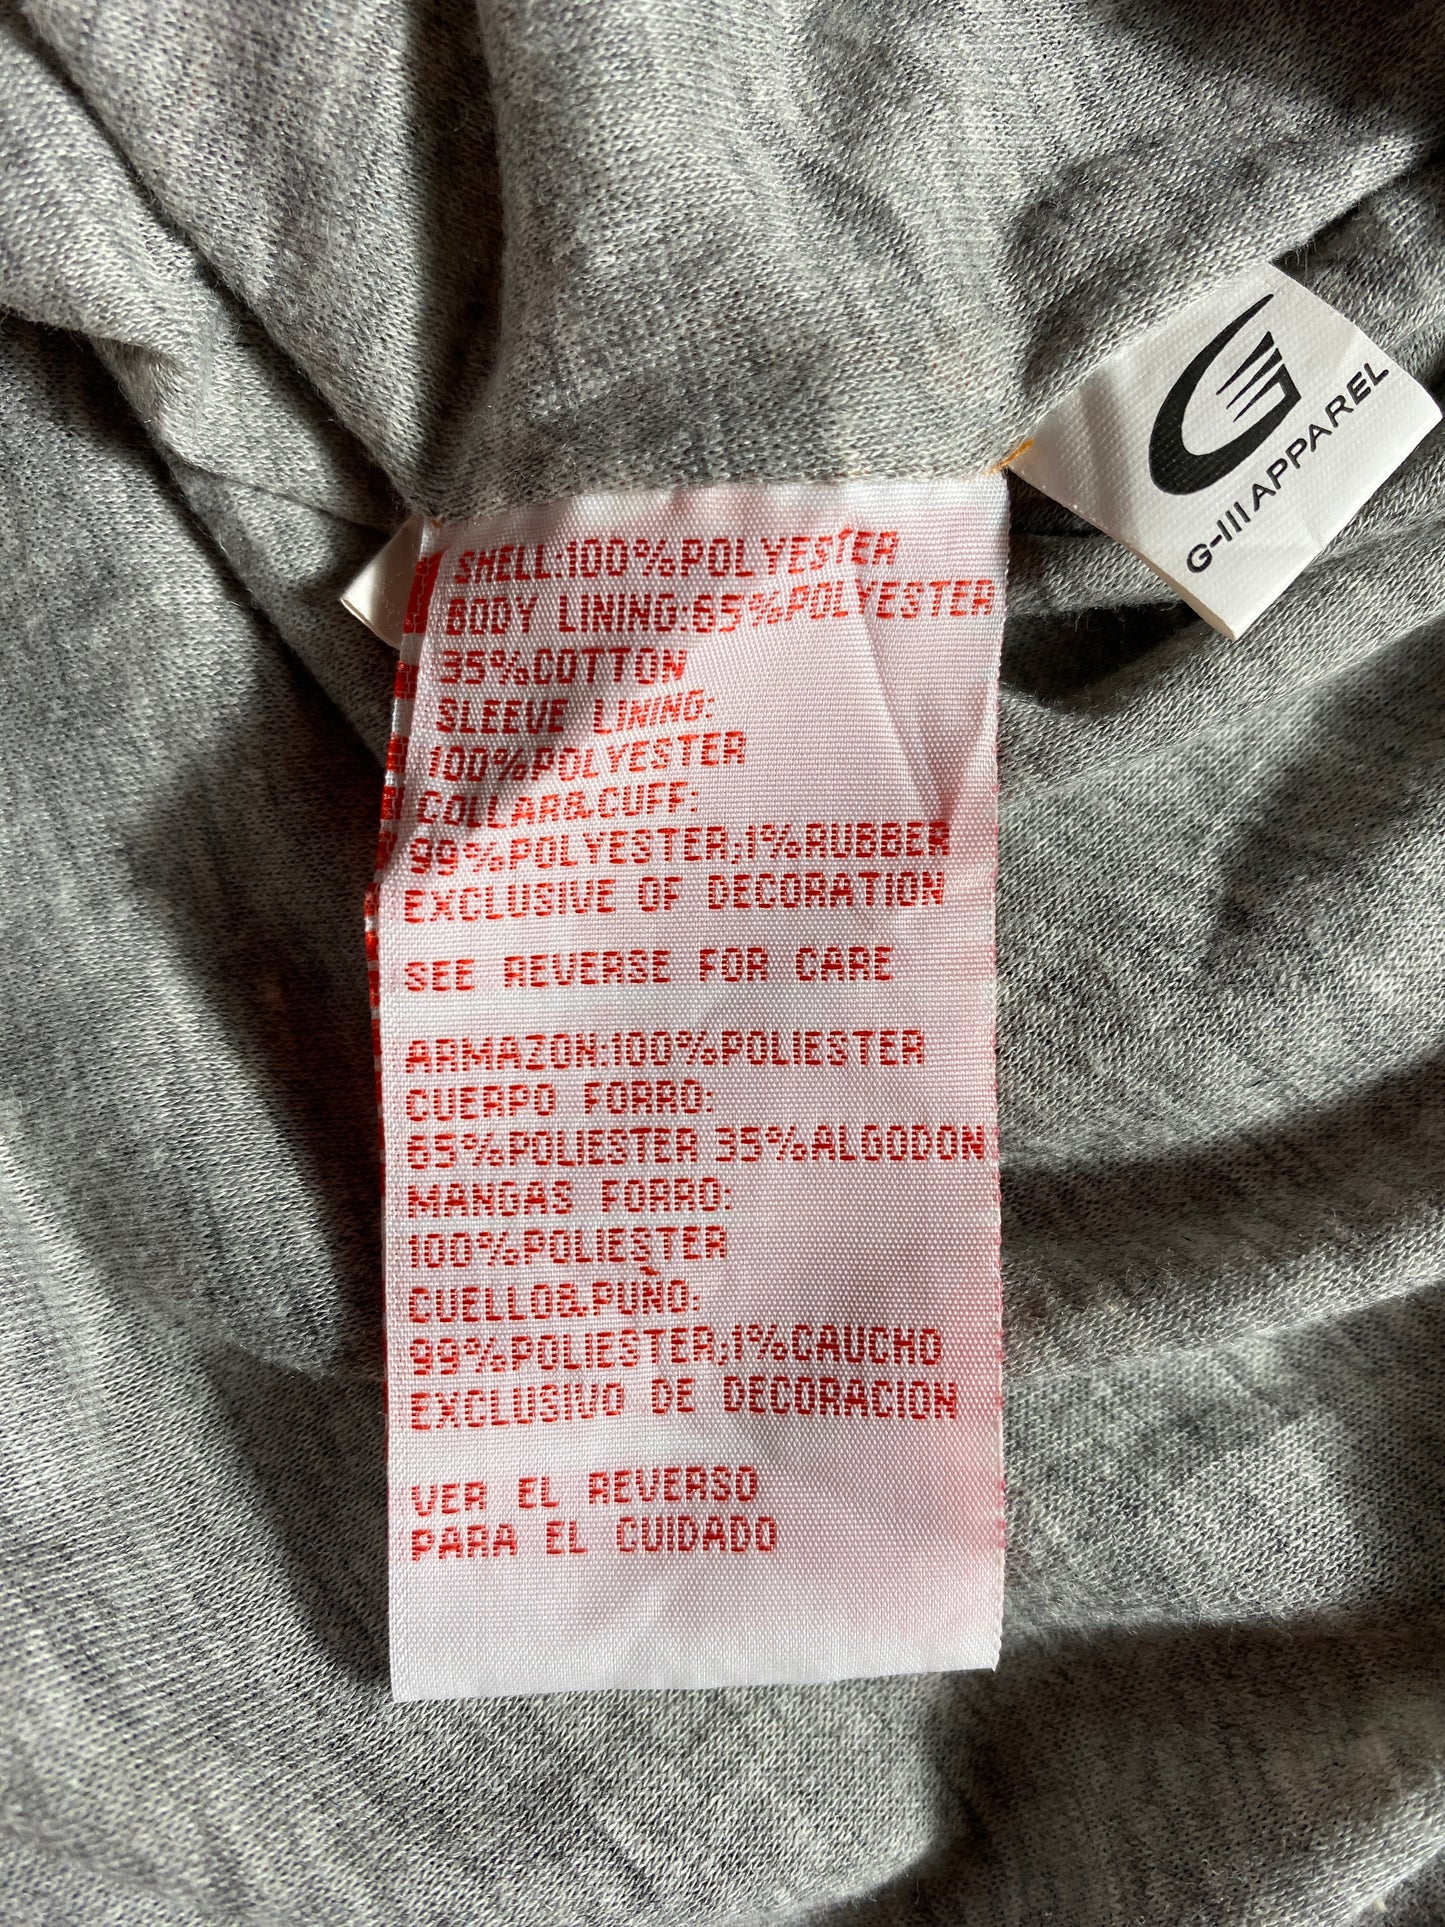 SHELL:100%POLYESTER
BODY LINING:65%POLYESTER
35%COTTON
SLEEVE LINING:
100%POLYESTER
COLLAR&CUFF:
99%POLYESTER,1%RUBBER
EXCLUSIVE OF DECORATION
SEE REVERSE FOR CARE
ARMAZON:100%POLIESTER
CUERPO FORRO:
65%POLIESTER 35%ALGODON
MANGAS FORRO:
100%POLIESTER
CUELLO&PUÑO:
99%POLIESTER,1%CAUCHO
EXCLUSIVO DE DECORACION
VER EL REVERSO
PARA EL CUIDADO
G-III APPAREL